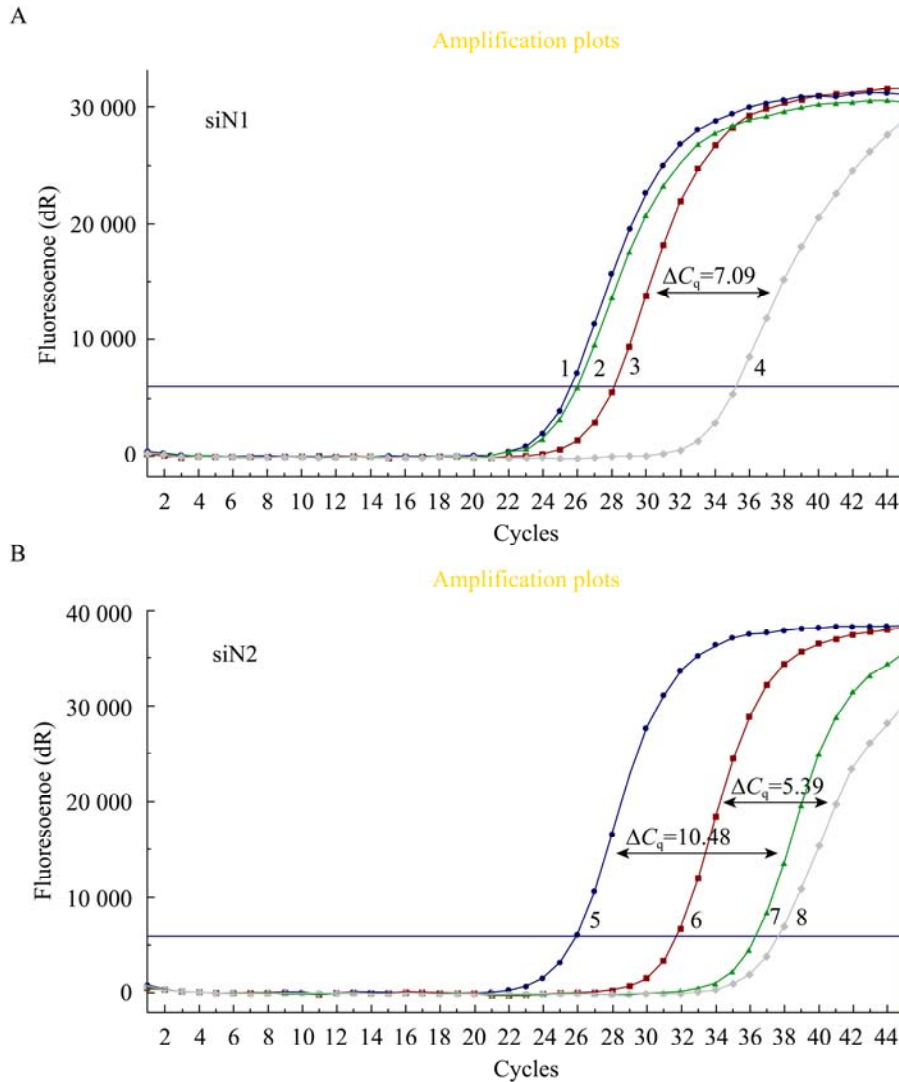 A
Amplification plots
siN1
Fluoresoenoe (dR)
30 000
20 000
10 000
0
ΔCq=7.09
1 2 3 4
2 4 6 8 10 12 14 16 18 20 22 24 26 28 30 32 34 36 38 40 42 44
Cycles
B
Amplification plots
siN2
Fluoresoenoe (dR)
40 000
30 000
20 000
10 000
0
ΔCq=5.39
ΔCq=10.48
5 6 7 8
2 4 6 8 10 12 14 16 18 20 22 24 26 28 30 32 34 36 38 40 42 44
Cycles